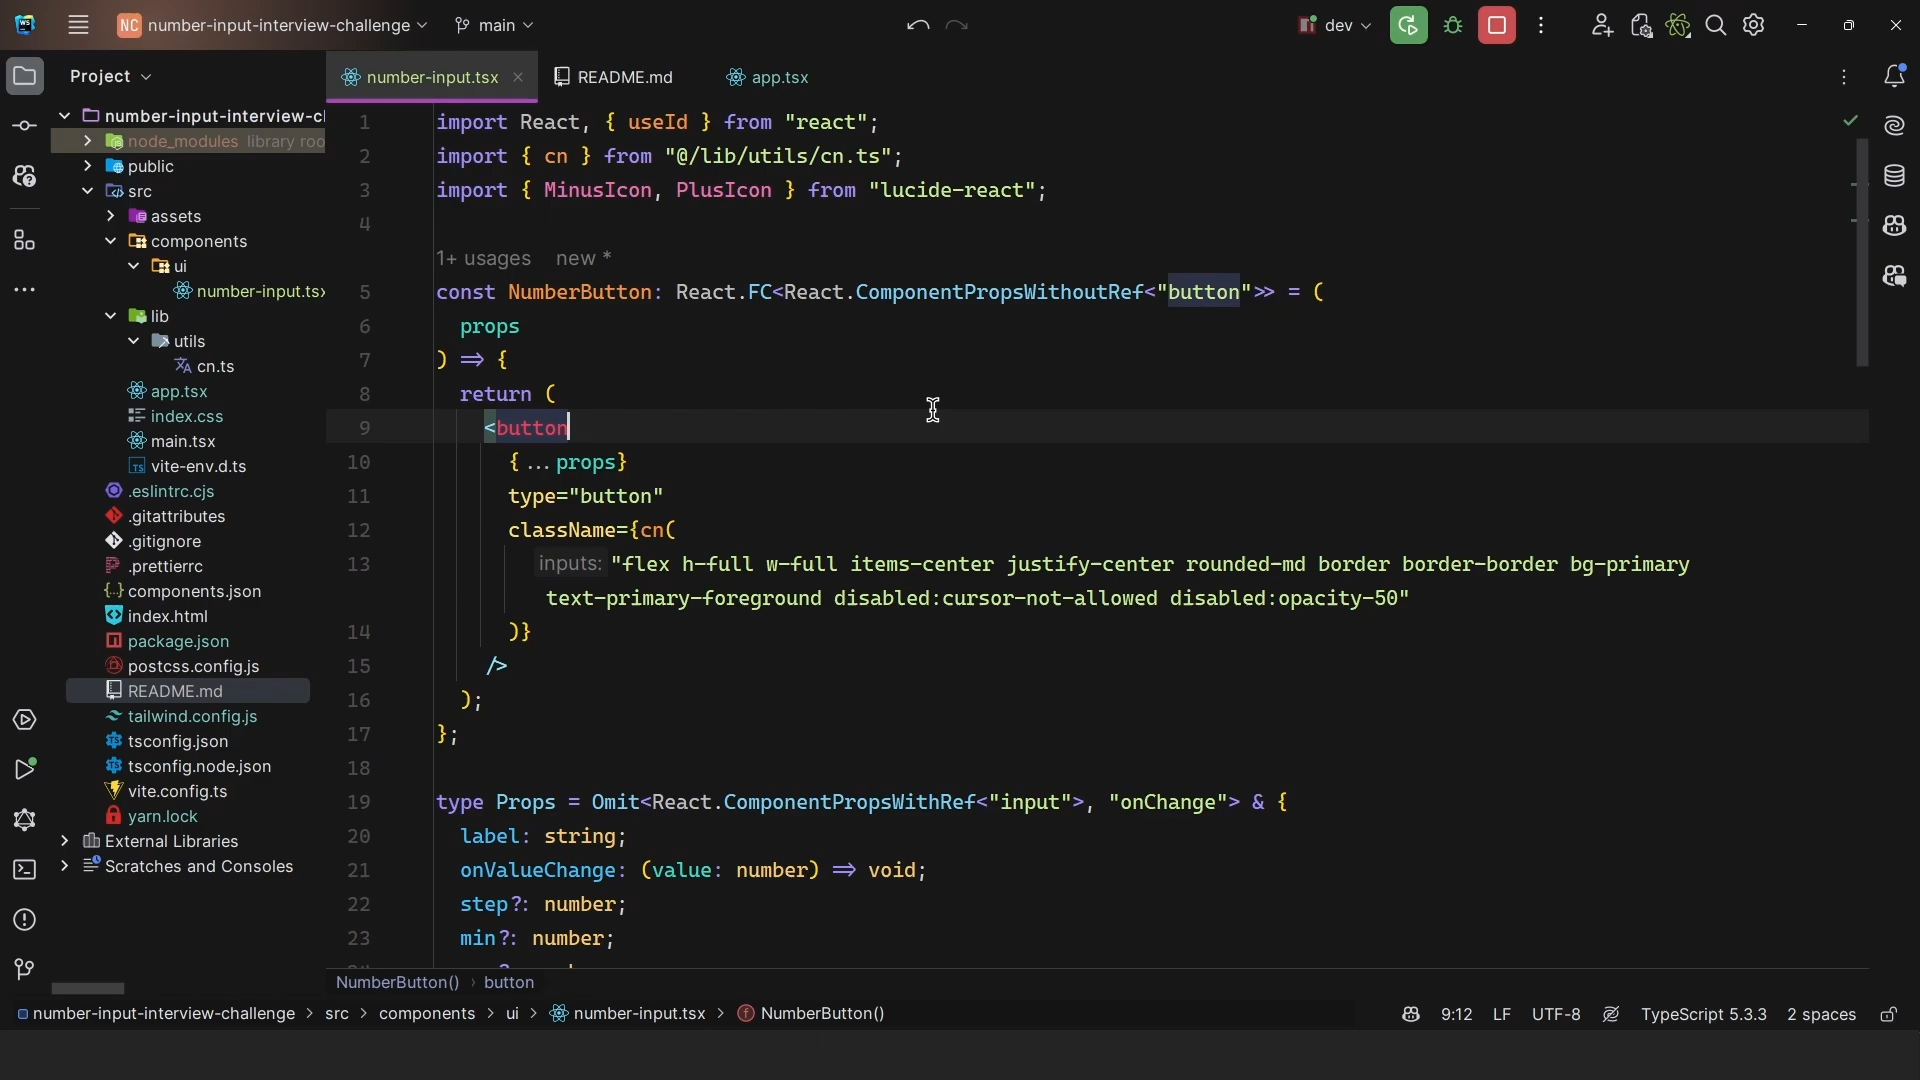 NC number-input-interview-challenge
main
dev
Project
number-input.tsx
README.md
app.tsx
number-input-interview-cl
node_modules library roo
public
src
assets
components
ui
number-input.tsx
lib
utils
cn.ts
app.tsx
index.css
main.tsx
vite-env.d.ts
.eslintrc.cjs
.gitattributes
.gitignore
.prettierrc
components.json
index.html
package.json
postcss.config.js
README.md
tailwind.config.js
tsconfig.json
tsconfig.node.json
vite.config.ts
yarn.lock
External Libraries
Scratches and Consoles
1 import React, { useId } from "react";
2 import { cn } from "@/lib/utils/cn.ts";
3 import { MinusIcon, PlusIcon } from "lucide-react";
4
1+ usages new *
5 const NumberButton: React.FC<React.ComponentPropsWithoutRef<"button">> = (
6 props
7 ) => {
8 return (
9 <button
10 {...props}
11 type="button"
12 className={cn(
13 inputs: "flex h-full w-full items-center justify-center rounded-md border border-border bg-primary
text-primary-foreground disabled:cursor-not-allowed disabled:opacity-50"
14 )}
15 />
16 );
17 };
18
19 type Props = Omit<React.ComponentPropsWithRef<"input">, "onChange"> & {
20 label: string;
21 onValueChange: (value: number) => void;
22 step?: number;
23 min?: number;
NumberButton() › button
number-input-interview-challenge > src > components > ui > number-input.tsx > NumberButton()
9:12 LF UTF-8 TypeScript 5.3.3 2 spaces